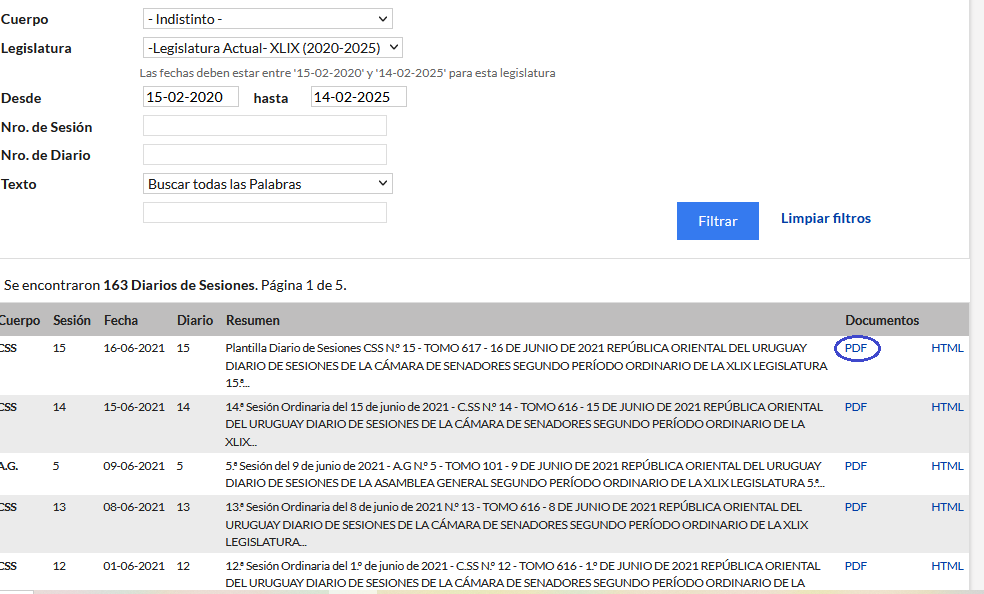 Cuerpo - Indistinto -
Legislatura -Legislatura Actual- XLIX (2020-2025)
Las fechas deben estar entre '15-02-2020' y '14-02-2025' para esta legislatura
Desde 15-02-2020 hasta 14-02-2025
Nro. de Sesión
Nro. de Diario
Texto Buscar todas las Palabras
Filtrar Limpiar filtros
Se encontraron 163 Diarios de Sesiones. Página 1 de 5.
Cuerpo Sesión Fecha Diario Resumen Documentos
CSS 15 16-06-2021 15 Plantilla Diario de Sesiones CSS N.º 15 - TOMO 617 - 16 DE JUNIO DE 2021 REPÚBLICA ORIENTAL DEL URUGUAY PDF HTML
DIARIO DE SESIONES DE LA CÁMARA DE SENADORES SEGUNDO PERÍODO ORDINARIO DE LA XLIX LEGISLATURA
15.ª...
CSS 14 15-06-2021 14 14.ª Sesión Ordinaria del 15 de junio de 2021 - C.SS N.º 14 - TOMO 616 - 15 DE JUNIO DE 2021 REPÚBLICA ORIENTAL PDF HTML
DEL URUGUAY DIARIO DE SESIONES DE LA CÁMARA DE SENADORES SEGUNDO PERÍODO ORDINARIO DE LA
XLIX...
A.G. 5 09-06-2021 5 5.ª Sesión del 9 de junio de 2021 - A.G N.º 5 - TOMO 101 - 9 DE JUNIO DE 2021 REPÚBLICA ORIENTAL DEL URUGUAY PDF HTML
DIARIO DE SESIONES DE LA ASAMBLEA GENERAL SEGUNDO PERÍODO ORDINARIO DE LA XLIX LEGISLATURA 5.ª...
CSS 13 08-06-2021 13 13.ª Sesión Ordinaria del 8 de junio de 2021 N.º 13 - TOMO 616 - 8 DE JUNIO DE 2021 REPÚBLICA ORIENTAL DEL PDF HTML
URUGUAY DIARIO DE SESIONES DE LA CÁMARA DE SENADORES SEGUNDO PERÍODO ORDINARIO DE LA XLIX
LEGISLATURA...
CSS 12 01-06-2021 12 12.ª Sesión Ordinaria del 1.º de junio de 2021 - C.SS N.º 12 - TOMO 616 - 1.º DE JUNIO DE 2021 REPÚBLICA ORIENTAL PDF HTML
DEL URUGUAY DIARIO DE SESIONES DE LA CÁMARA DE SENADORES SEGUNDO PERÍODO ORDINARIO DE LA